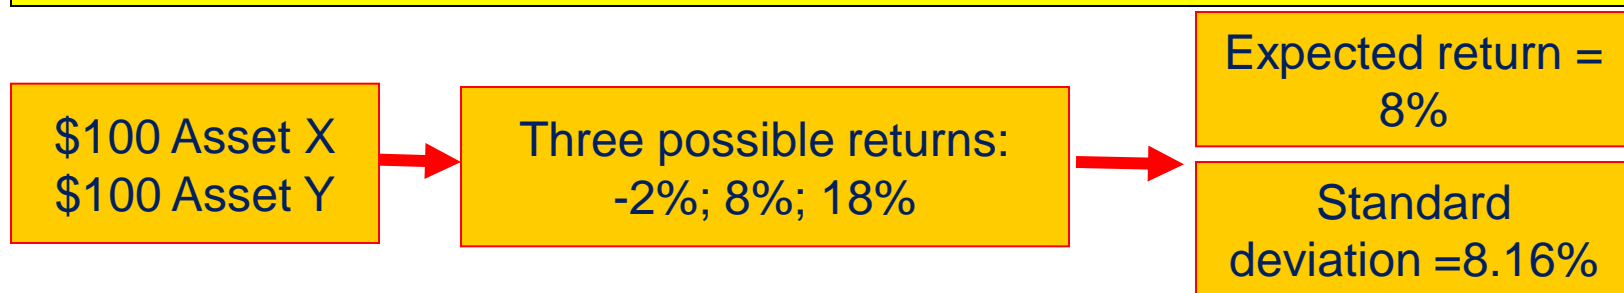 $100 Asset X
$100 Asset Y
Three possible returns:
-2%; 8%; 18%
Expected return =
8%
Standard
deviation =8.16%